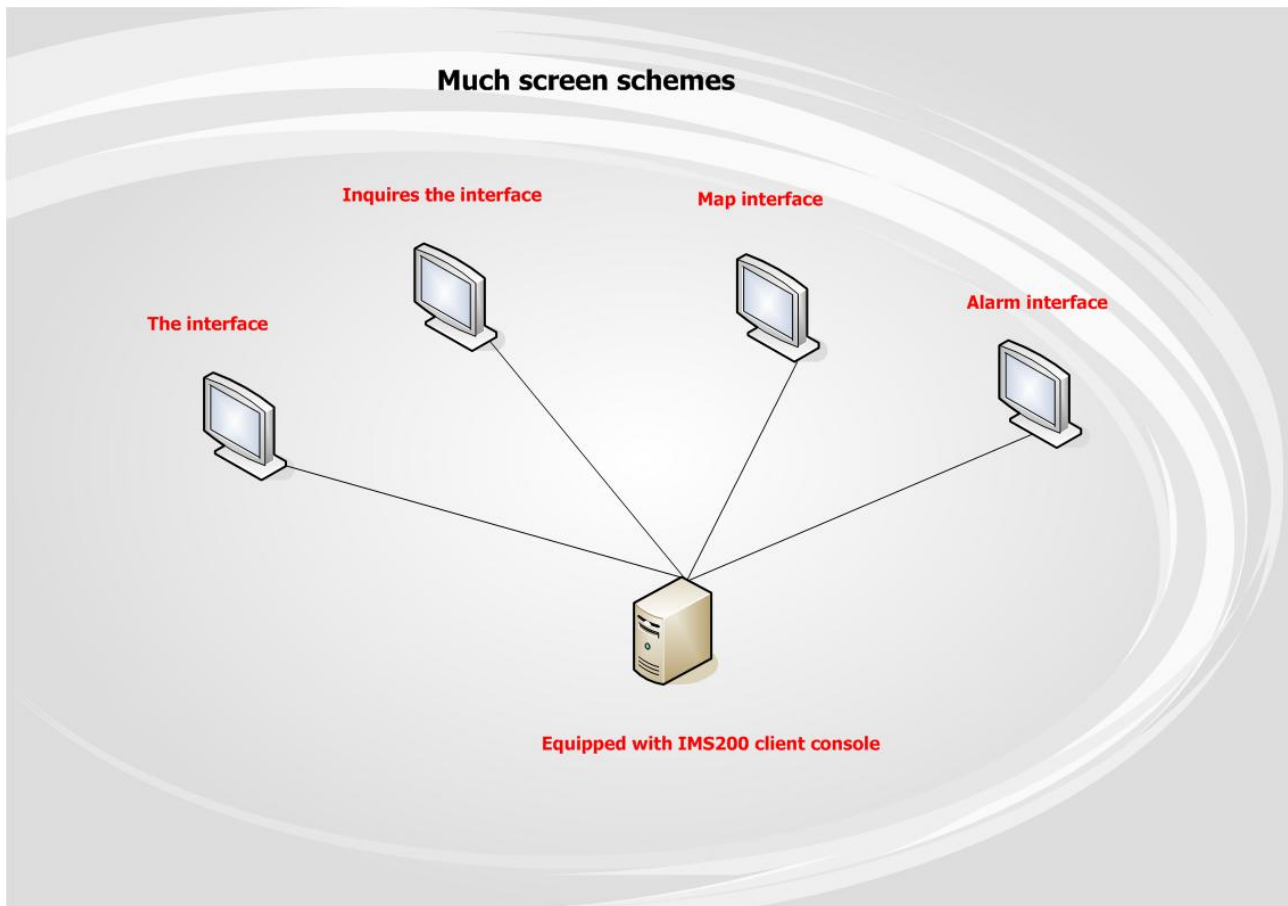 Much screen schemes
Inquires the interface
Map interface
The interface
Alarm interface
Equipped with IMS200 client console